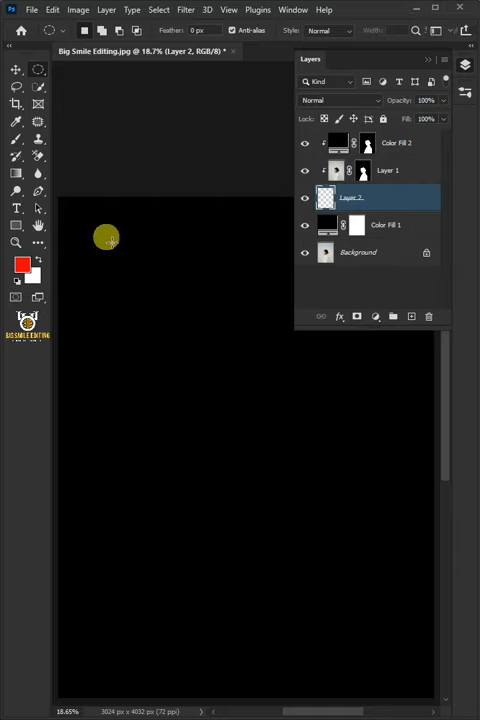 Ps File Edit Image Layer Type Select Filter 3D View Plugins Window Help
Feather: 0 px Anti-alias Style: Normal Width:
Big Smile Editing.jpg @ 18.7% (Layer 2, RGB/8) *
Layers
Kind
Normal Opacity: 100%
Lock: Fill: 100%
Color Fill 2
Layer 1
Layer 2
Color Fill 1
Background
fx
BIG SMILE EDITING
18.65% 3024 px x 4032 px (72 ppi)